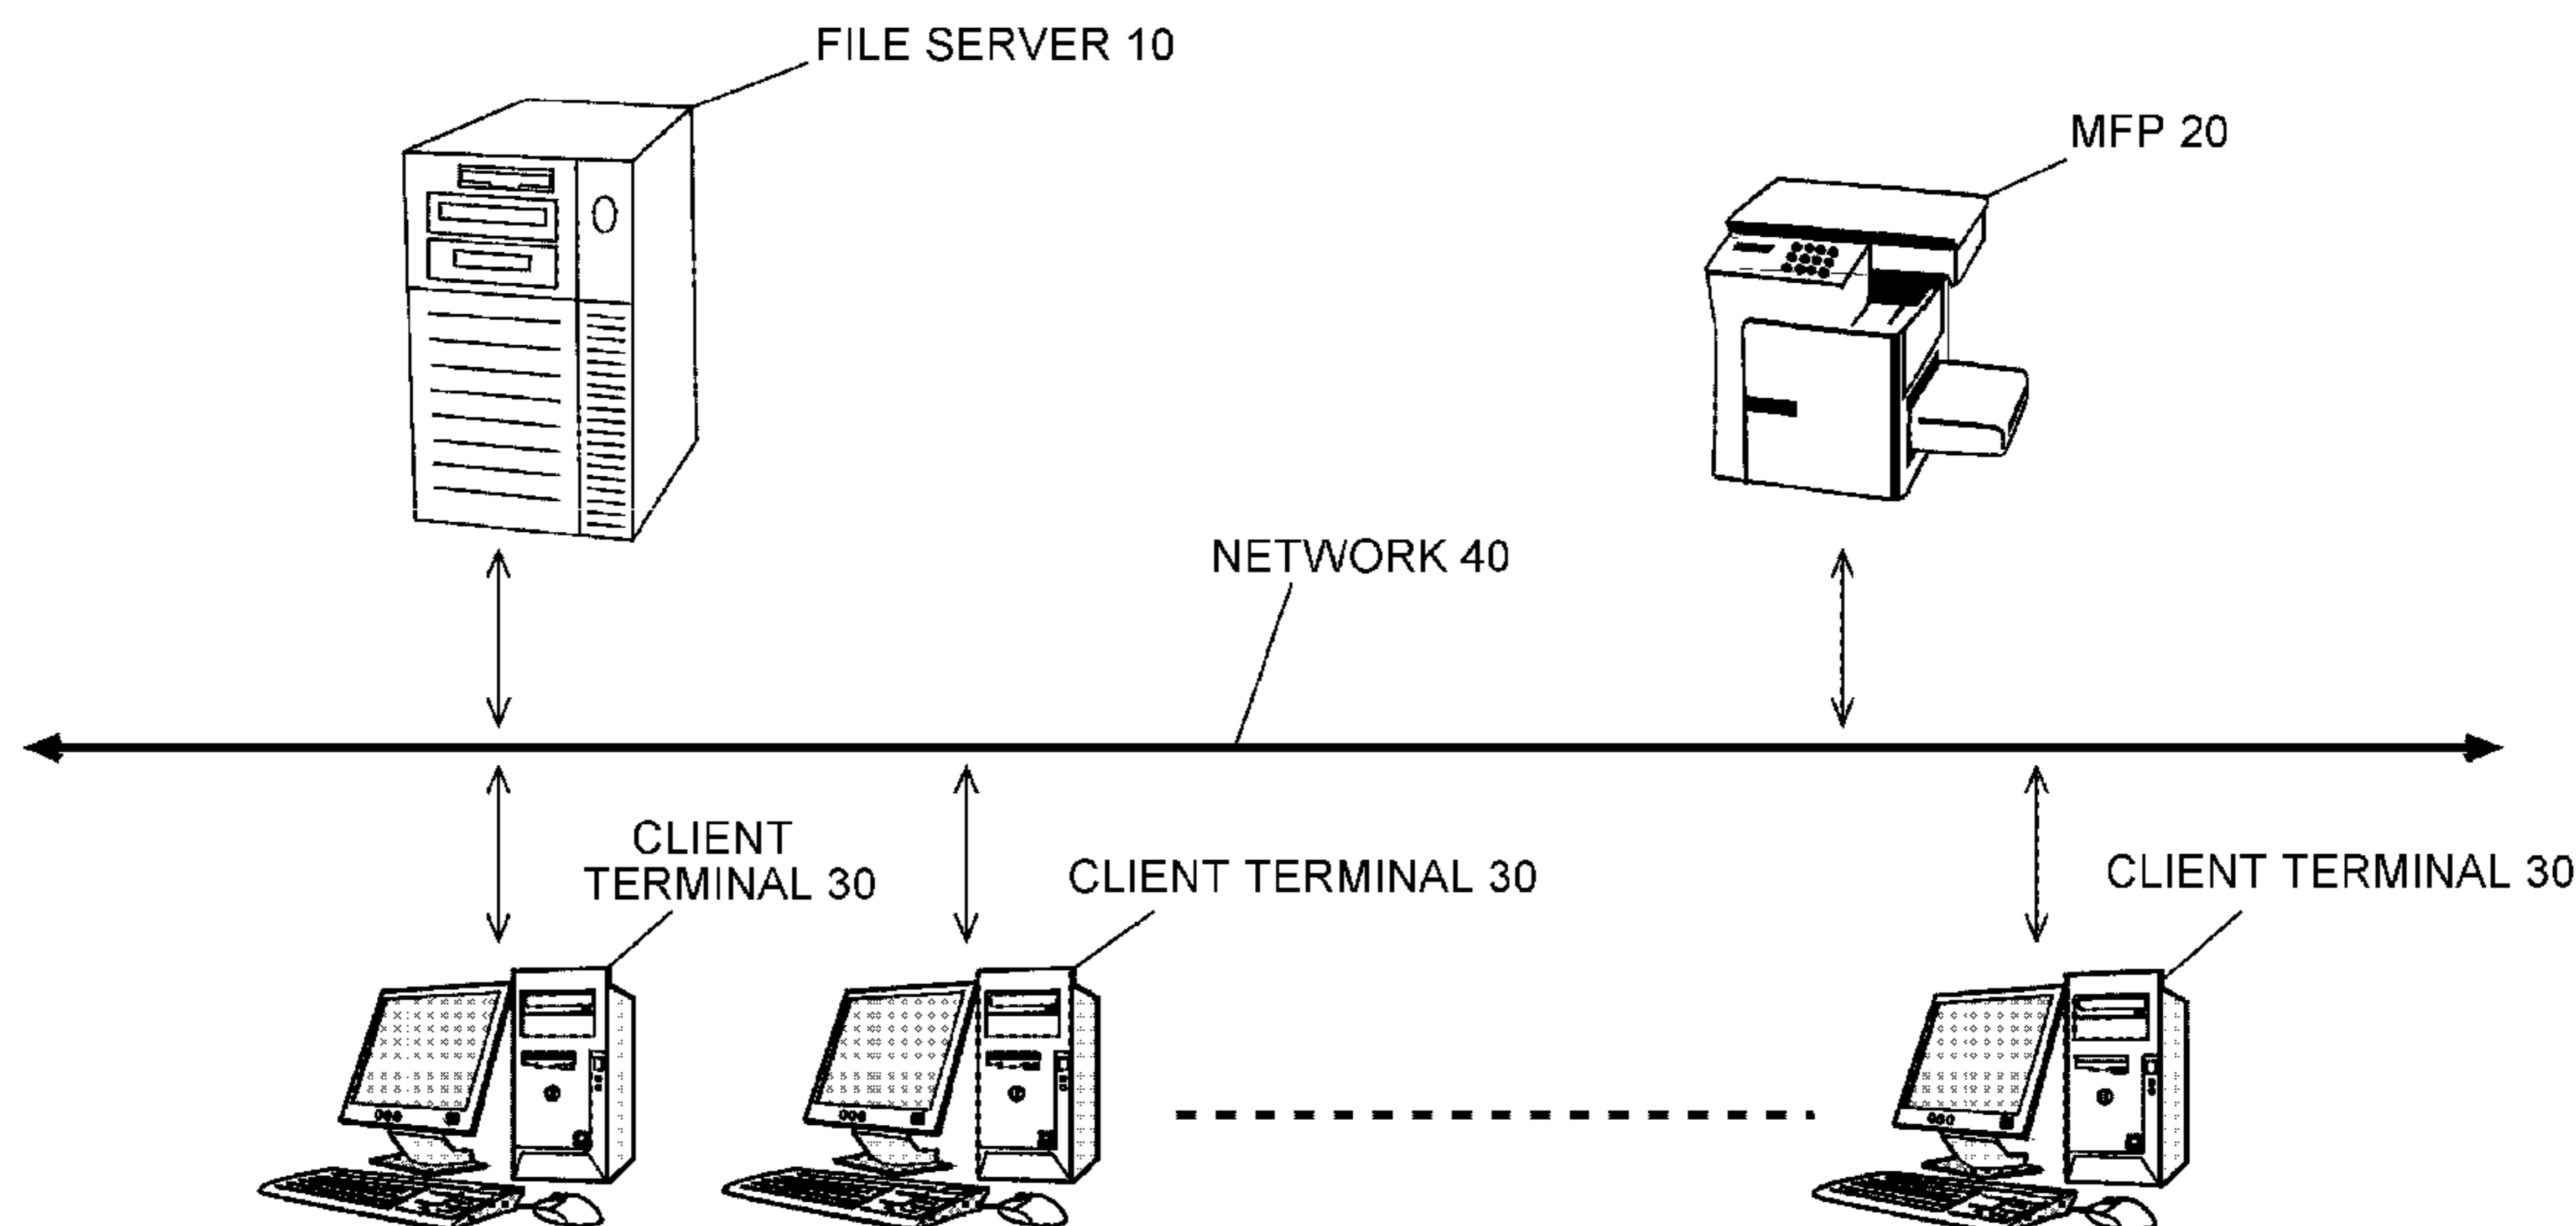 FILE SERVER 10
MFP 20
NETWORK 40
CLIENT
TERMINAL 30
CLIENT TERMINAL 30
CLIENT TERMINAL 30